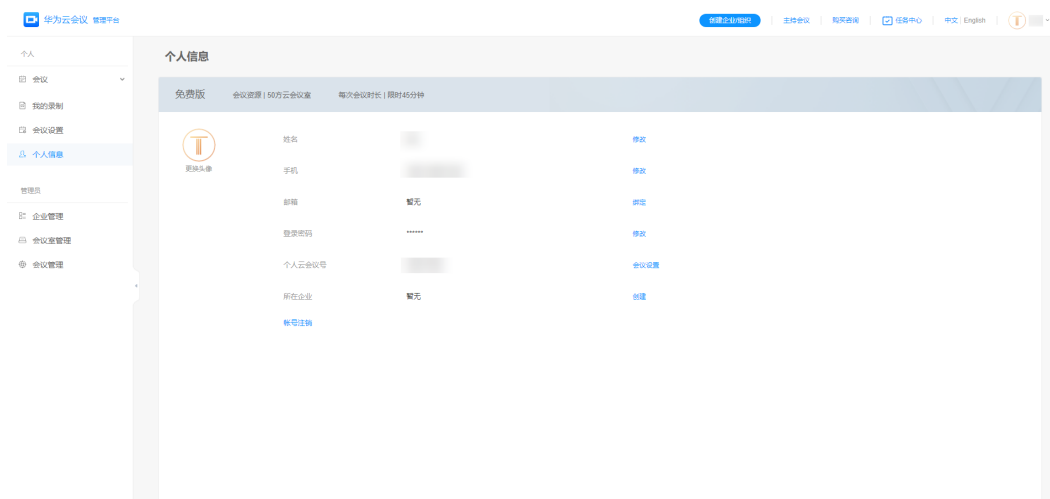 华为云会议 管理平台
创建企业/组织 主持会议 购买咨询 任务中心 中文 English
个人
会议
我的录制
会议设置
个人信息
管理员
企业管理
会议室管理
会议管理
个人信息
免费版 会议资源 | 50方云会议室 每次会议时长 | 限时45分钟
更换头像
姓名 修改
手机 修改
邮箱 暂无 绑定
登录密码 ****** 修改
个人云会议号 会议设置
所在企业 暂无 创建
帐号注销